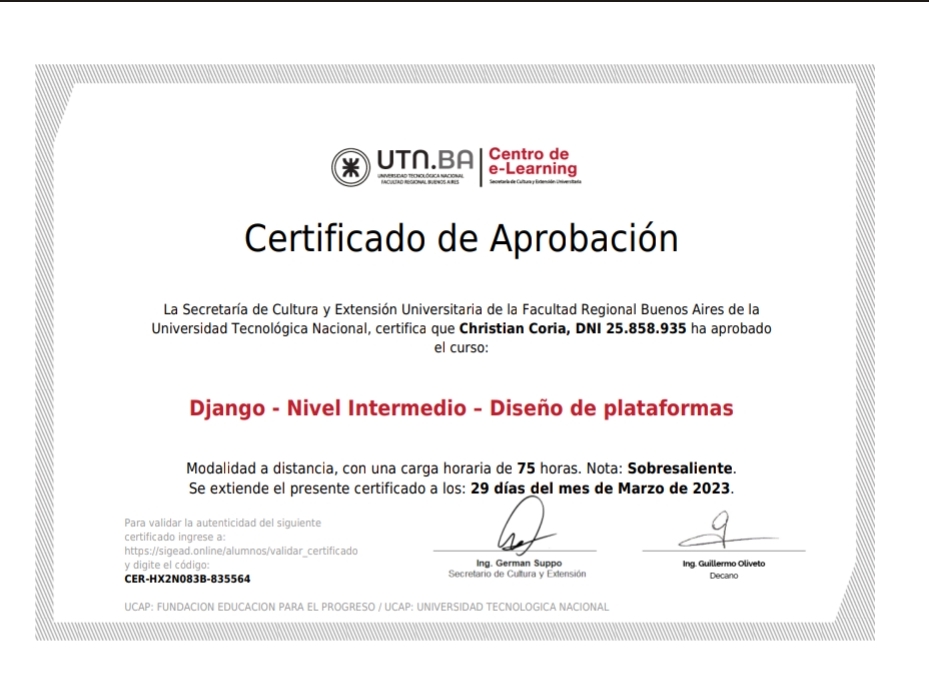 UTN.BA
UNIVERSIDAD TECNOLÓGICA NACIONAL
FACULTAD REGIONAL BUENOS AIRES
Centro de
e-Learning
Secretaría de Cultura y Extensión Universitaria
Certificado de Aprobación
La Secretaría de Cultura y Extensión Universitaria de la Facultad Regional Buenos Aires de la
Universidad Tecnológica Nacional, certifica que Christian Coria, DNI 25.858.935 ha aprobado
el curso:
Django - Nivel Intermedio – Diseño de plataformas
Modalidad a distancia, con una carga horaria de 75 horas. Nota: Sobresaliente.
Se extiende el presente certificado a los: 29 días del mes de Marzo de 2023.
Para validar la autenticidad del siguiente
certificado ingrese a:
https://sigead.online/alumnos/validar_certificado
y digite el código:
CER-HX2N083B-835564
Ing. German Suppo
Secretario de Cultura y Extensión
Ing. Guillermo Oliveto
Decano
UCAP: FUNDACION EDUCACION PARA EL PROGRESO / UCAP: UNIVERSIDAD TECNOLOGICA NACIONAL